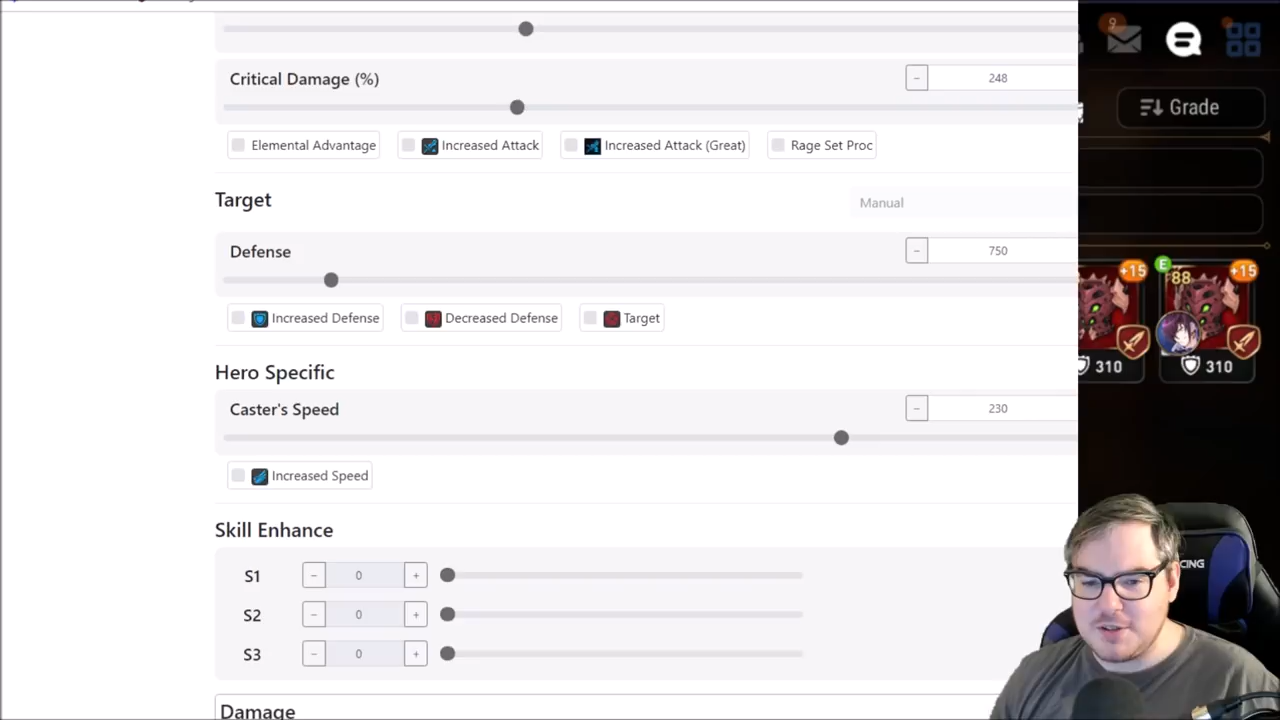 9
Critical Damage (%)
−
248
Grade
Elemental Advantage
Increased Attack
Increased Attack (Great)
Rage Set Proc
Target
Manual
Defense
−
750
+15
E
88
+15
Increased Defense
Decreased Defense
Target
310
310
Hero Specific
Caster's Speed
−
230
Increased Speed
Skill Enhance
S1
−
0
+
S2
−
0
+
S3
−
0
+
CING
Damage